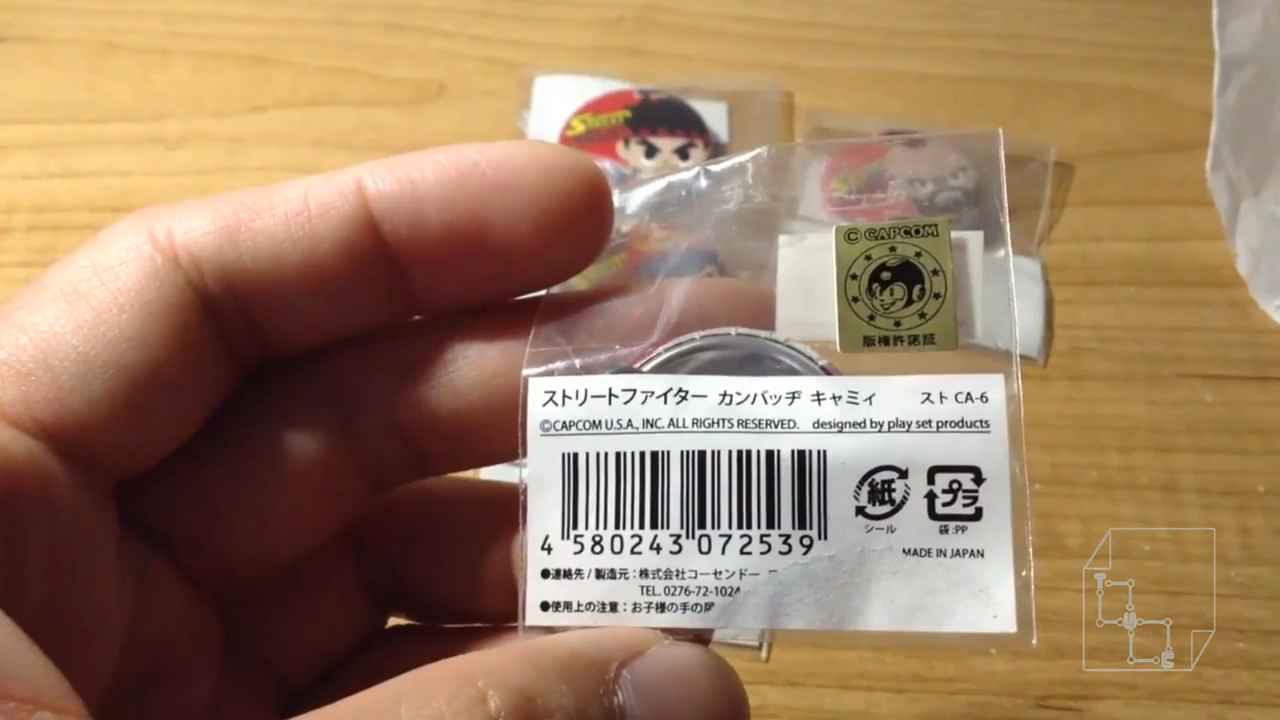 STREET
© CAPCOM
版権許諾証
ストリートファイター カンバッヂ キャミィ スト CA-6
©CAPCOM U.S.A., INC. ALL RIGHTS RESERVED. designed by play set products
4 580243 072539
紙
シール
プラ
袋:PP
MADE IN JAPAN
●連絡先 / 製造元:株式会社コーセンドー
TEL. 0276-72-1024
●使用上の注意:お子様の手の